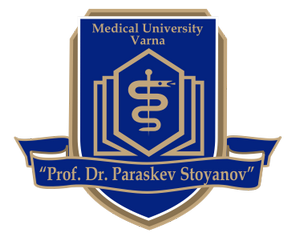 Medical University
Varna
“Prof. Dr. Paraskev Stoyanov”